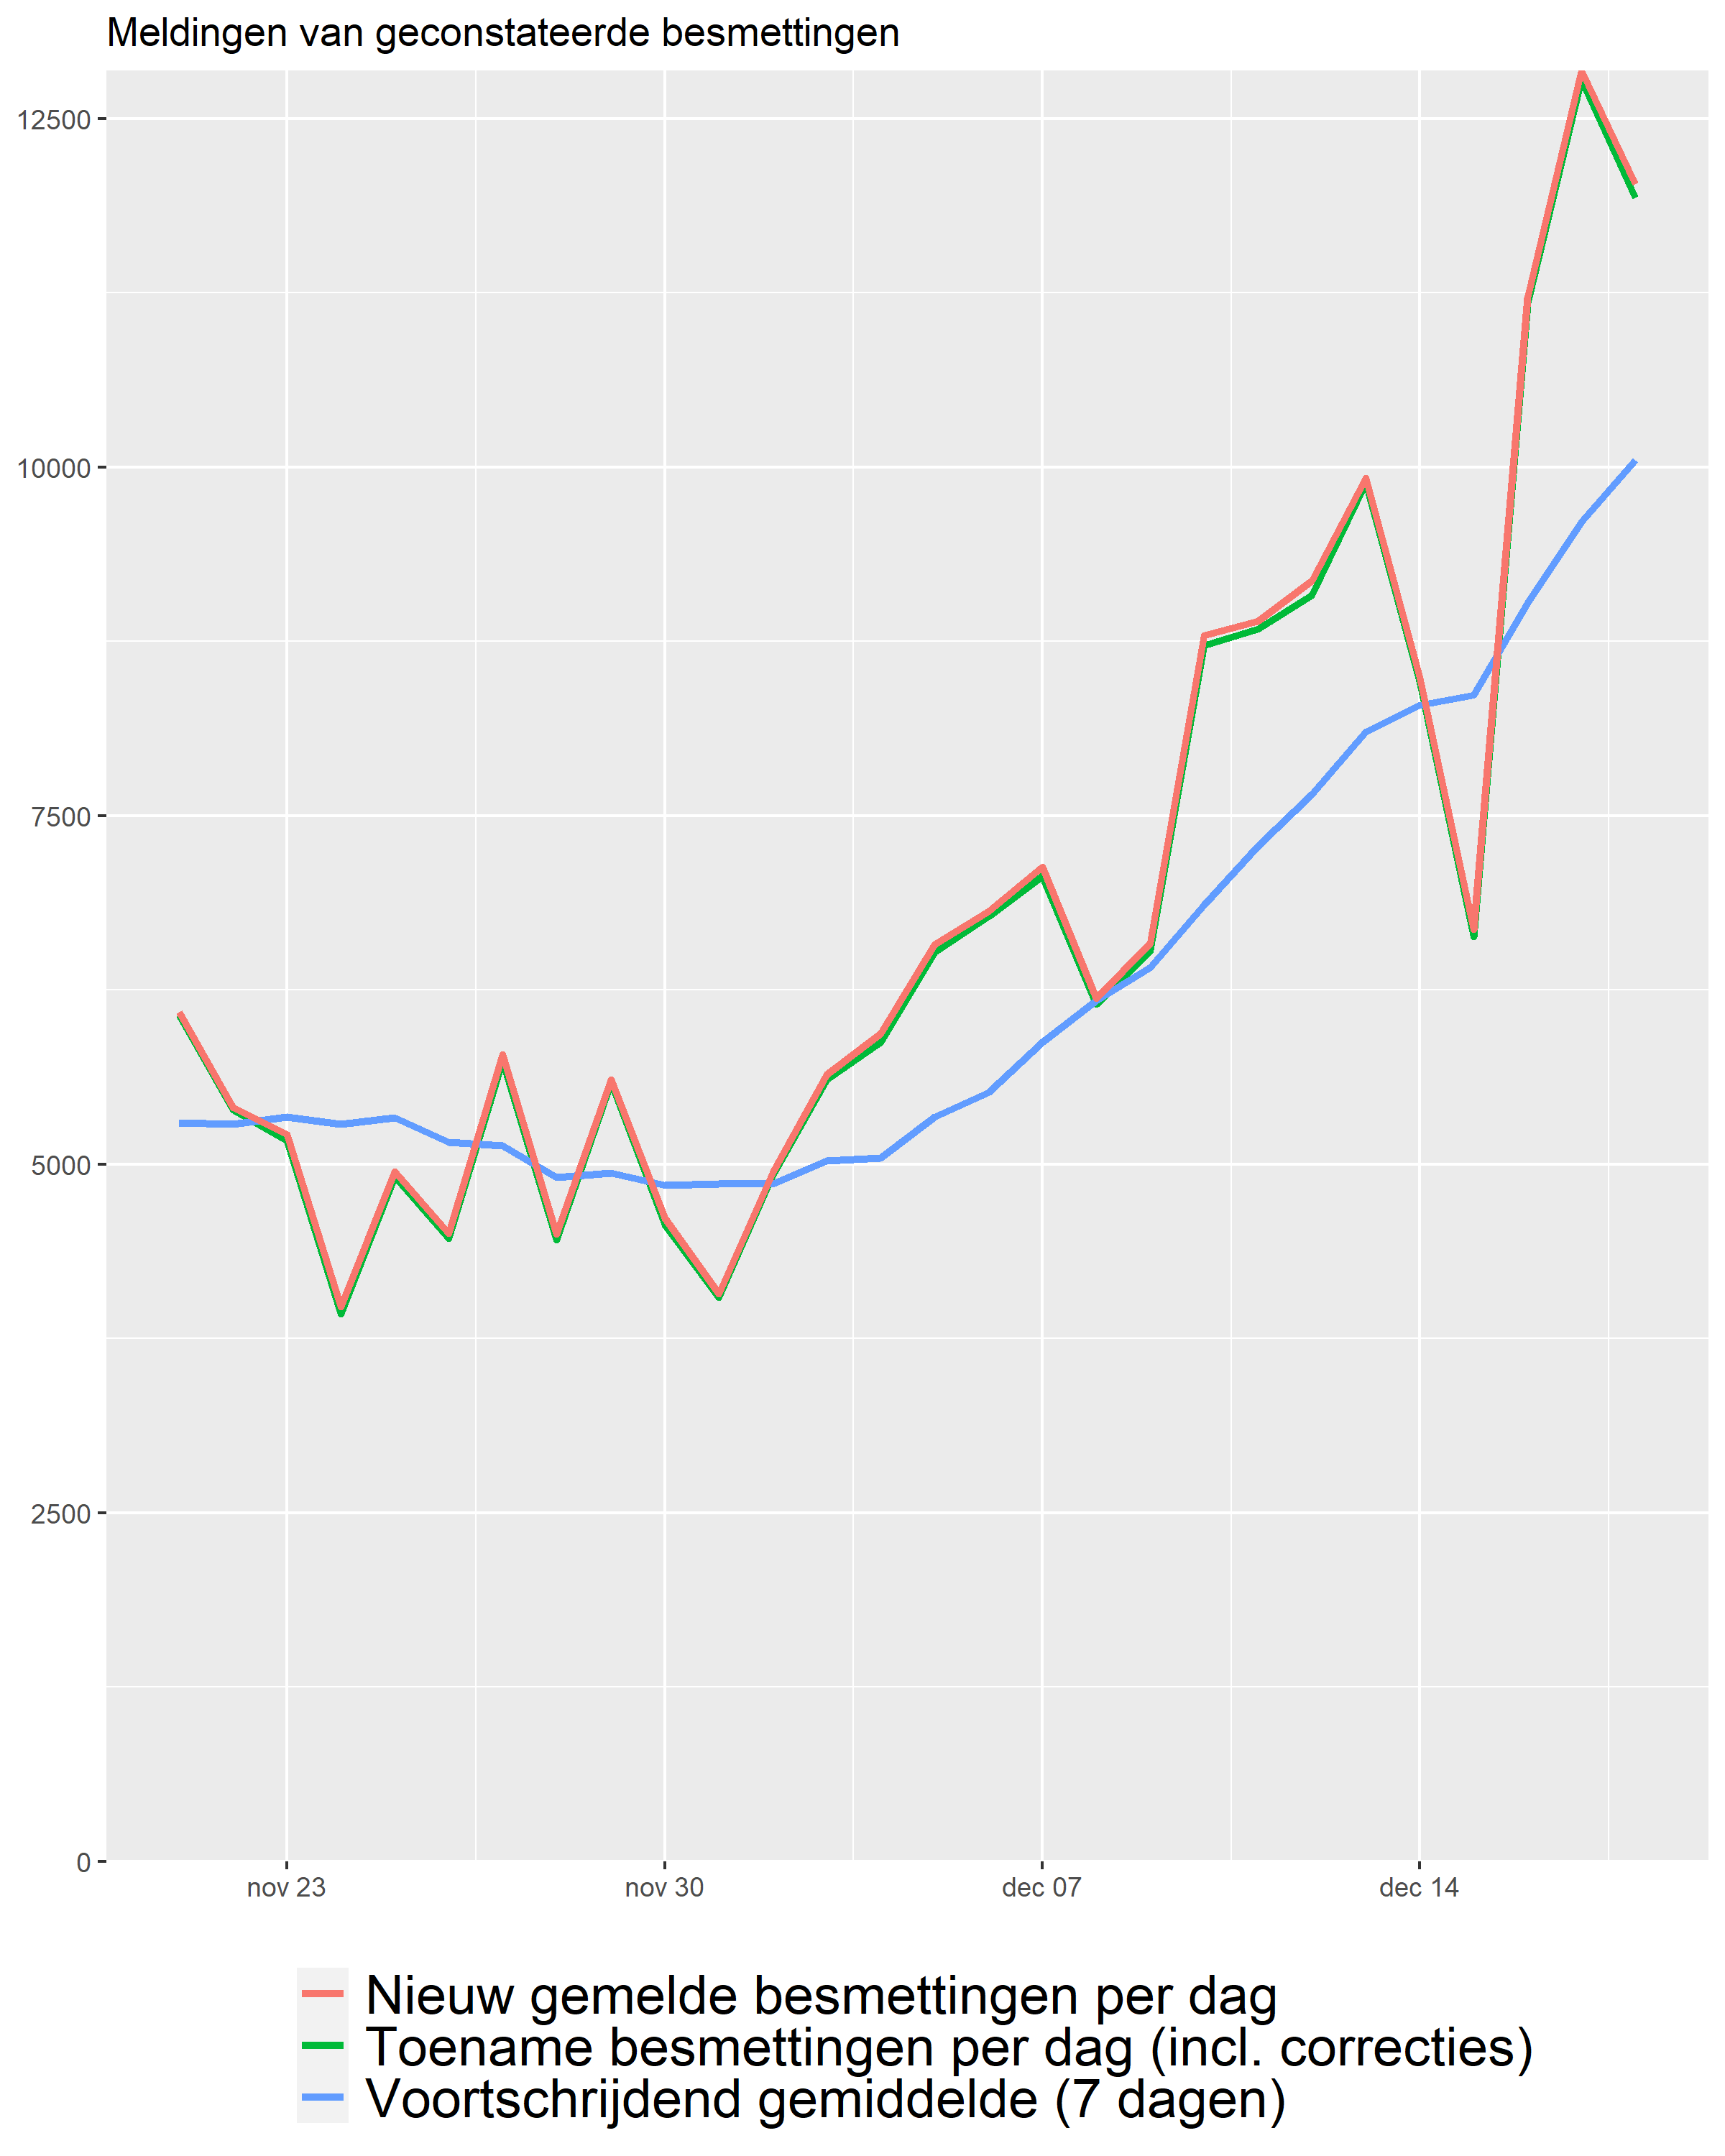 Meldingen van geconstateerde besmettingen
12500
10000
7500
5000
2500
0
nov 23 nov 30 dec 07 dec 14
Nieuw gemelde besmettingen per dag
Toename besmettingen per dag (incl. correcties)
Voortschrijdend gemiddelde (7 dagen)